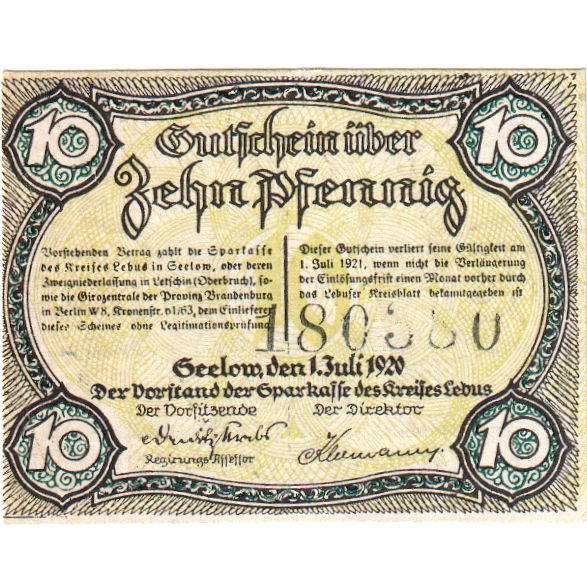 10 10
Gutschein über
Zehn Pfennig
Vorstehenden Betrag zahlt die Sparkasse
des Kreises Lebus in Seelow, oder deren
Zweigniederlassung in Letschin (Oderbruch), so=
wie die Girozentrale der Provinz Brandenburg
in Berlin W 8, Kronenstr. 61/63, dem Einlieferer
dieses Scheines ohne Legitimationsprüfung
Dieser Gutschein verliert seine Gültigkeit am
1. Juli 1921, wenn nicht die Verlängerung
der Einlösungsfrist einen Monat vorher durch
das Lebuser Kreisblatt bekanntgegeben ist
Seelow, den 1. Juli 1920
Der Vorstand der Sparkasse des Kreises Lebus
Der Vorsitzende Der Direktor
Regirungs-Assessor
10 10